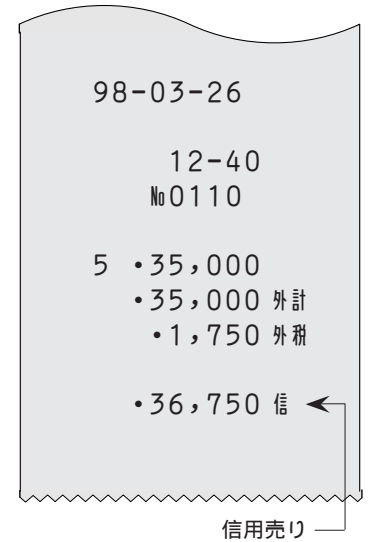 98-03-26
12-40
№0110
5 ・35,000
・35,000 外計
・1,750 外税
・36,750 信
信用売り